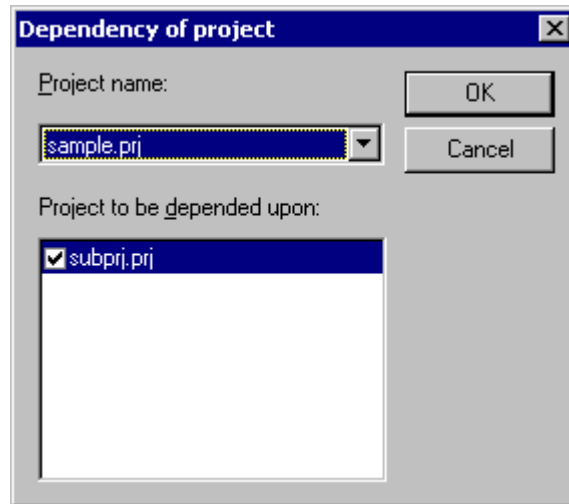 Dependency of project
Project name:
OK
sample.prj
Cancel
Project to be depended upon:
subprj.prj